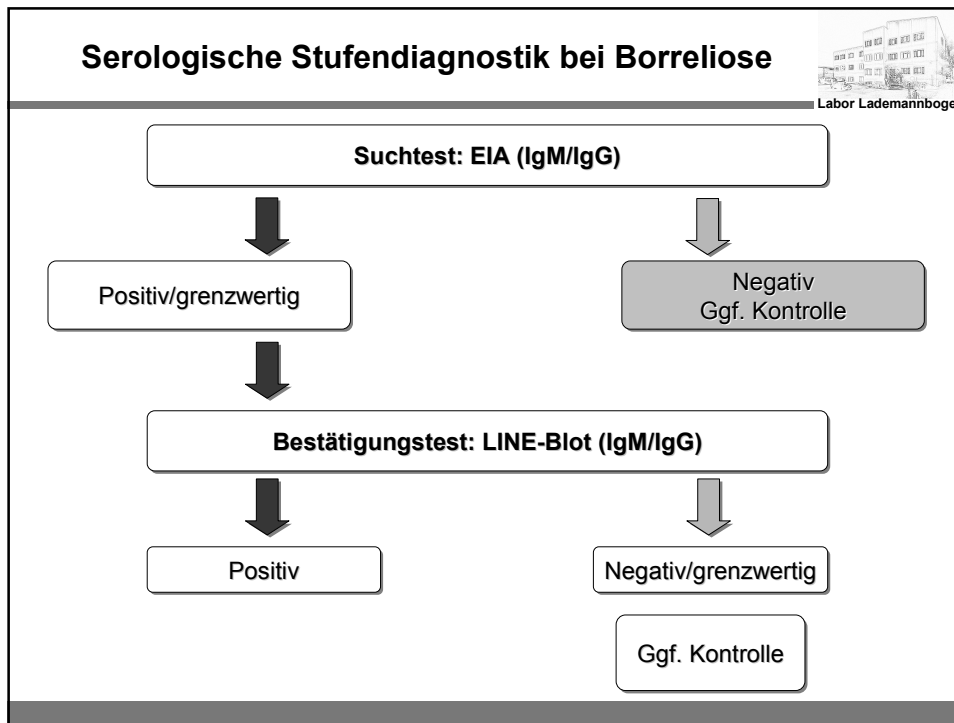 Serologische Stufendiagnostik bei Borreliose
Labor Lademannboge
Suchtest: EIA (IgM/IgG)
Positiv/grenzwertig
Negativ
Ggf. Kontrolle
Bestätigungstest: LINE-Blot (IgM/IgG)
Positiv
Negativ/grenzwertig
Ggf. Kontrolle